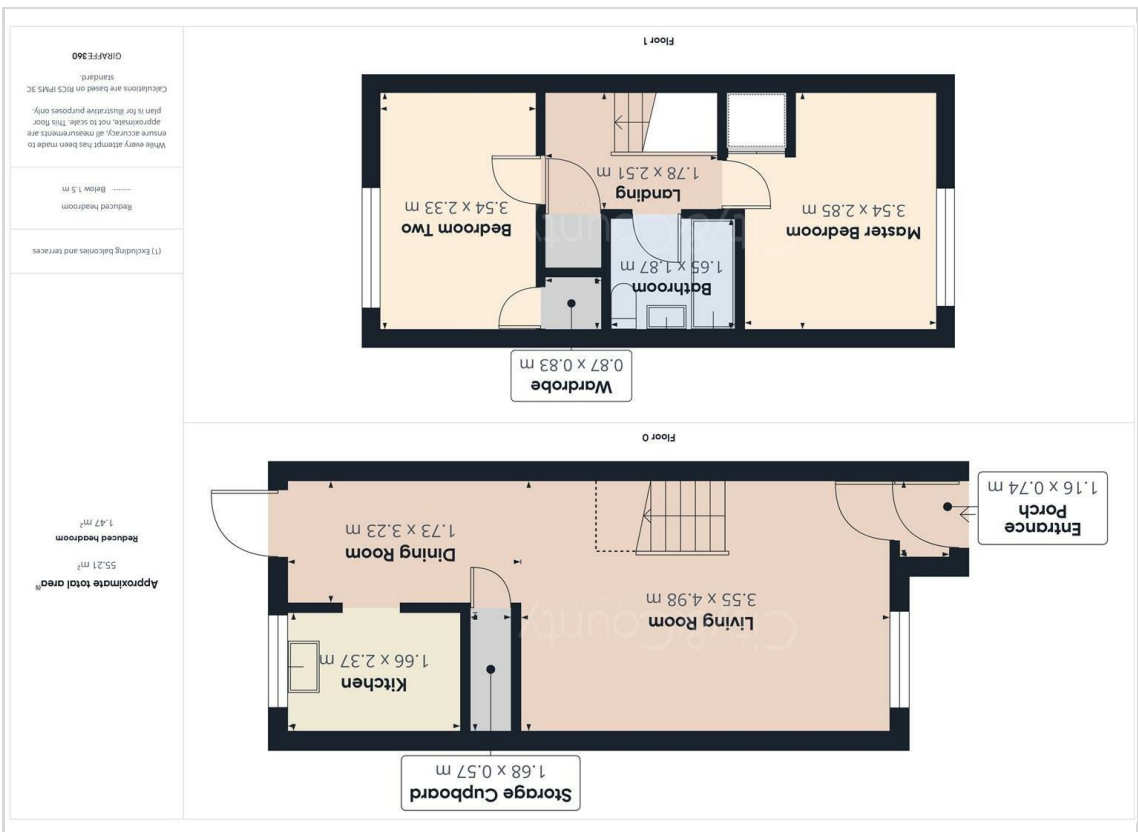 Storage Cupboard
1.68 x 0.57 m
Kitchen
1.66 x 2.37 m
Living Room
3.55 x 4.98 m
City & County
Dining Room
1.73 x 3.23 m
Entrance
Porch
1.16 x 0.74 m
Floor 0
Wardrobe
0.87 x 0.83 m
Bathroom
1.65 x 1.87 m
Master Bedroom
3.54 x 2.85 m
Bedroom Two
3.54 x 2.33 m
Landing
1.78 x 2.51 m
City & County
Floor 1
Approximate total area⁽¹⁾
55.21 m²
Reduced headroom
1.47 m²
(1) Excluding balconies and terraces
Reduced headroom
........ Below 1.5 m
While every attempt has been made to
ensure accuracy, all measurements are
approximate, not to scale. This floor
plan is for illustrative purposes only.
Calculations are based on RICS IPMS 3C
standard.
GIRAFFE360